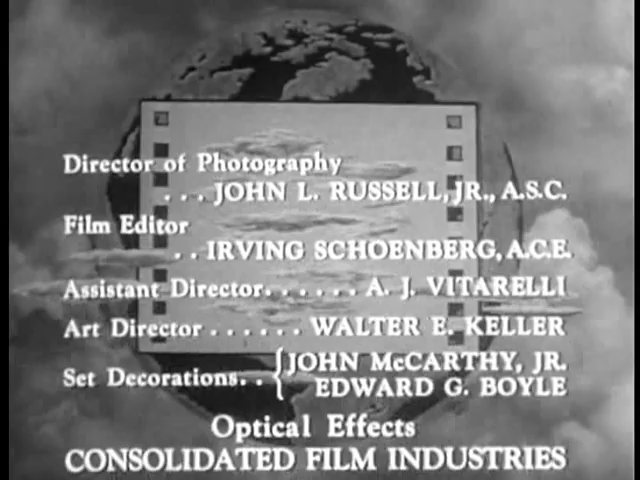 Director of Photography
. . . JOHN L. RUSSELL, JR., A.S.C.
Film Editor
. . IRVING SCHOENBERG, A.C.E.
Assistant Director. . . . . . A. J. VITARELLI
Art Director . . . . . . WALTER E. KELLER
Set Decorations. . { JOHN McCARTHY, JR.
EDWARD G. BOYLE
Optical Effects
CONSOLIDATED FILM INDUSTRIES